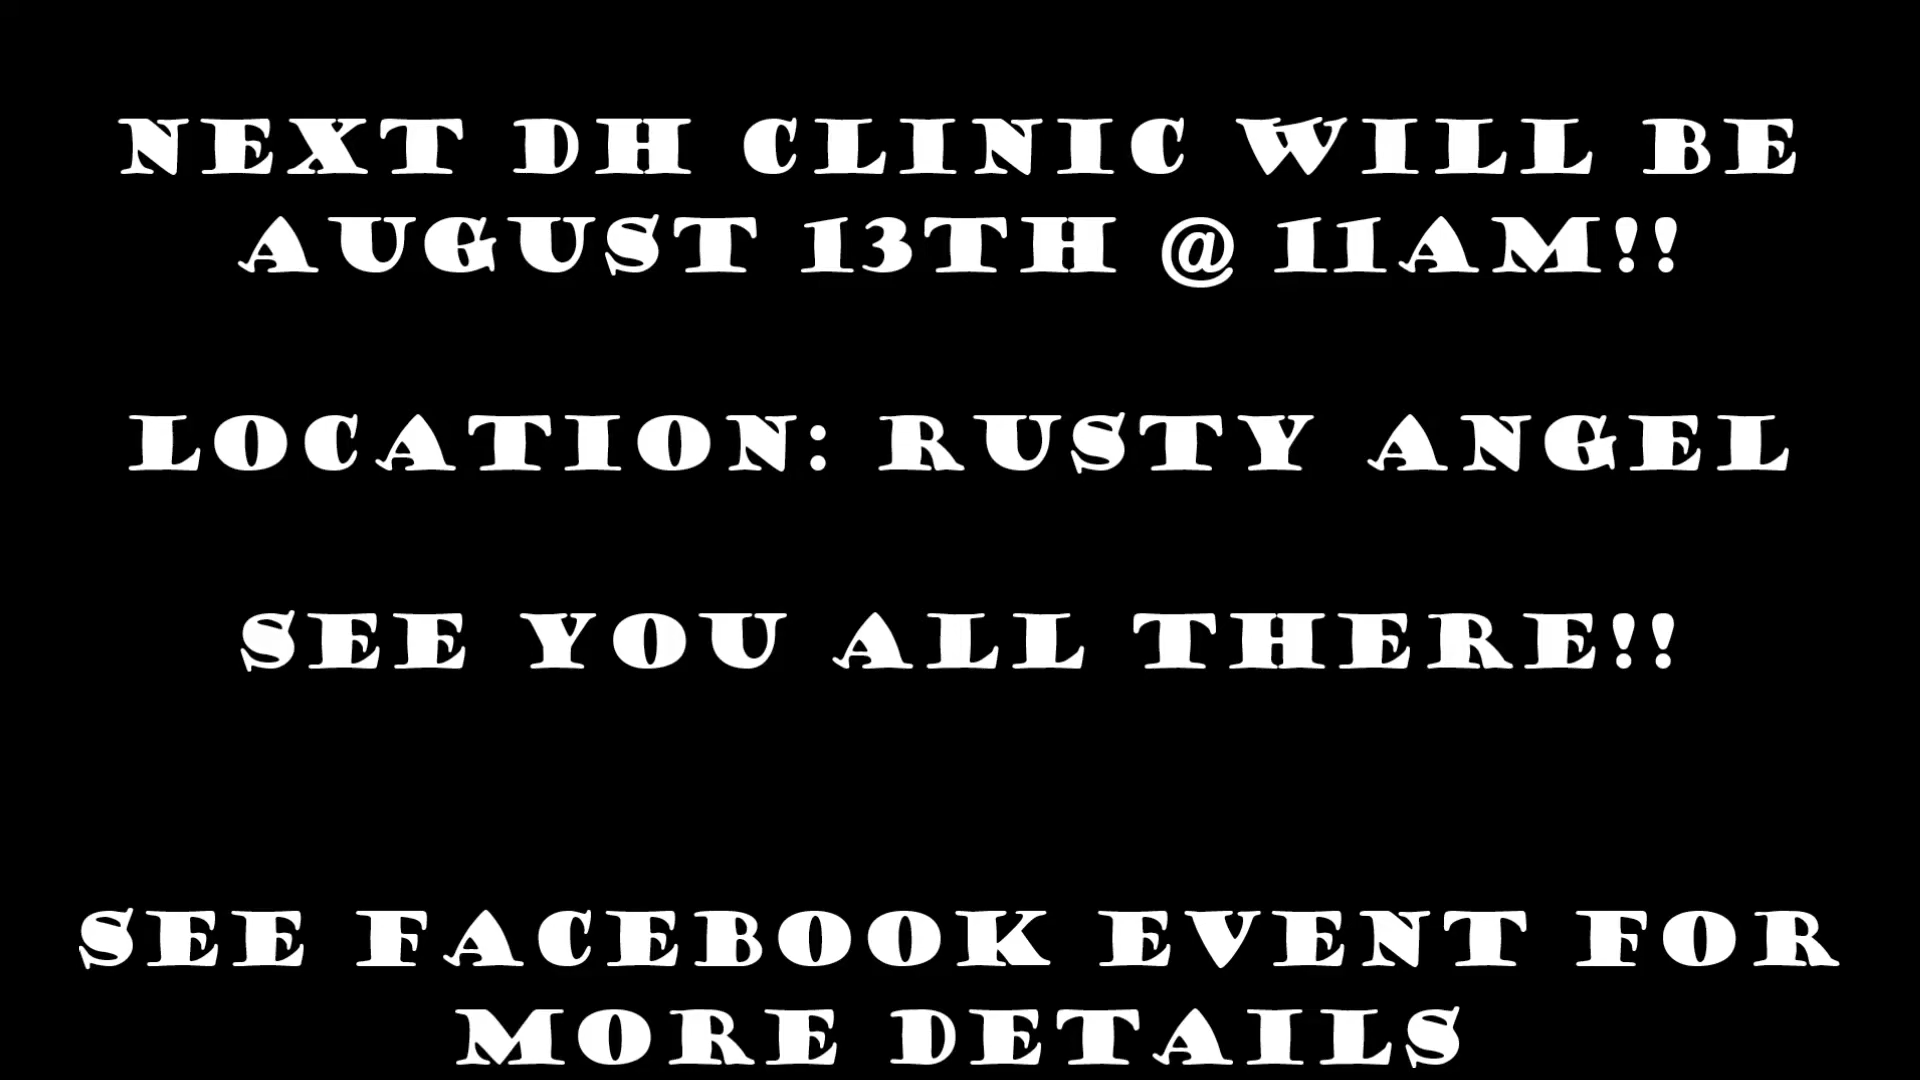 NEXT DH CLINIC WILL BE
AUGUST 13TH @ 11AM!!
LOCATION: RUSTY ANGEL
SEE YOU ALL THERE!!
SEE FACEBOOK EVENT FOR
MORE DETAILS